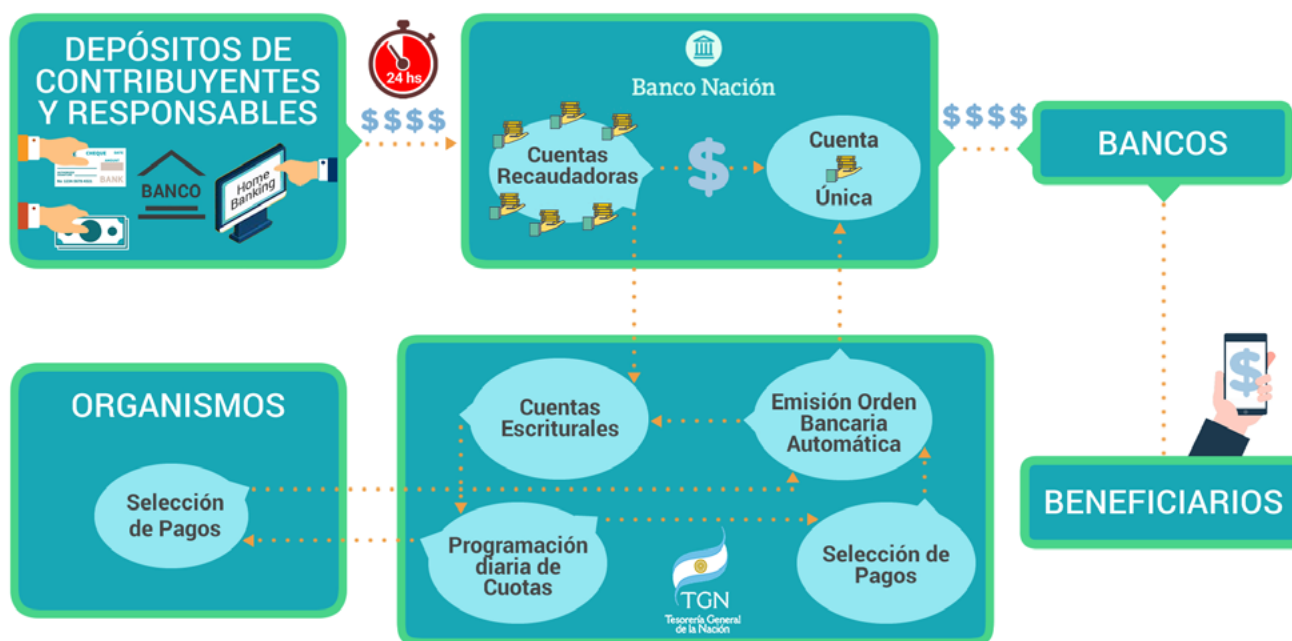 DEPÓSITOS DE
CONTRIBUYENTES
Y RESPONSABLES
CHEQUE
BANK
BANCO
Home
Banking
24 hs
$$$$
Banco Nación
Cuentas
Recaudadoras
$
Cuenta
Única
$$$$
BANCOS
ORGANISMOS
Selección
de Pagos
Cuentas
Escriturales
Emisión Orden
Bancaria
Automática
Programación
diaria de
Cuotas
Selección de
Pagos
TGN
Tesorería General
de la Nación
$
BENEFICIARIOS